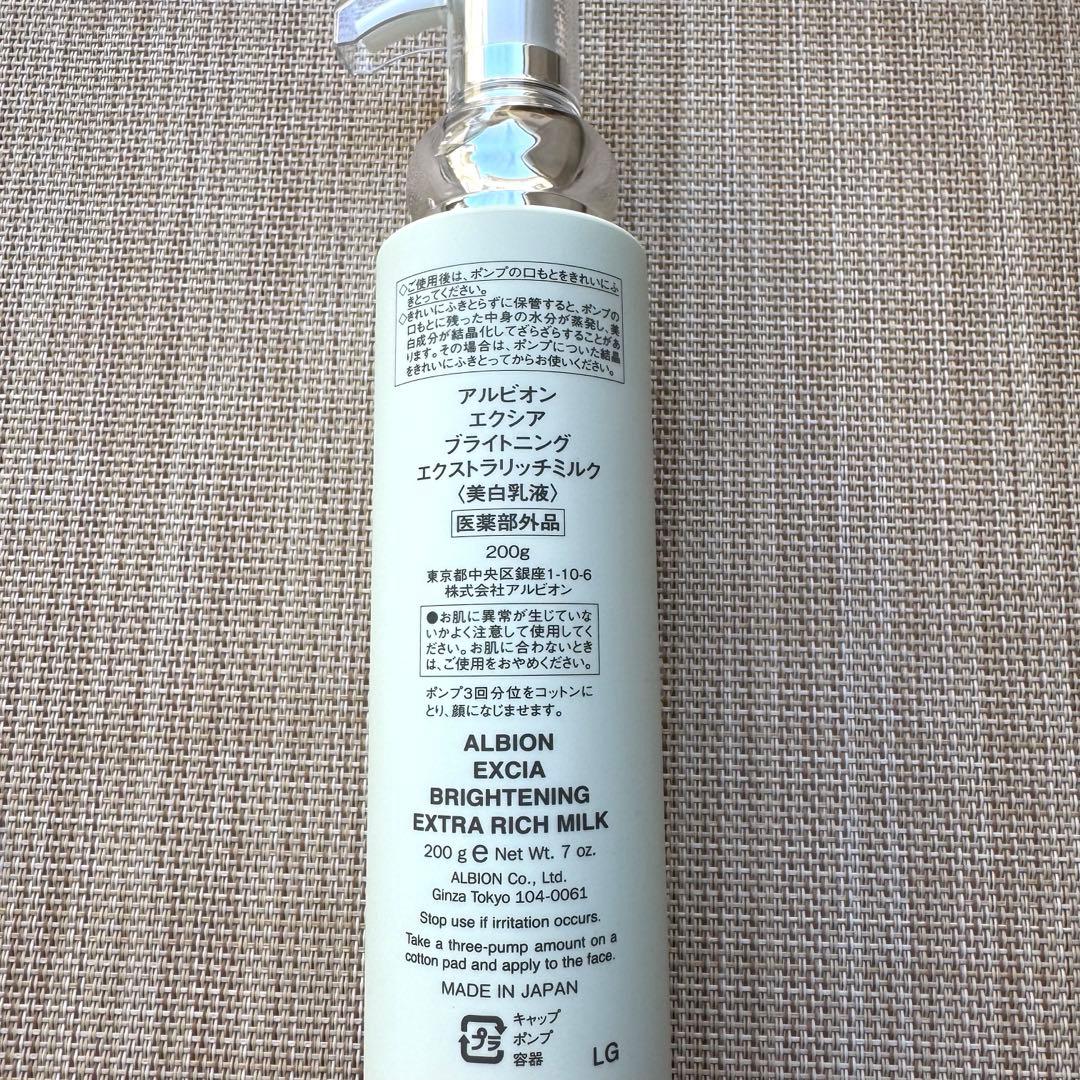 ◇ご使用後は、ポンプの口もとをきれいにふ
きとってください。
◇きれいにふきとらずに保管すると、ポンプの
口もとに残った中身の水分が蒸発し、美
白成分が結晶化してざらざらすることがあ
ります。その場合は、ポンプについた結晶
をきれいにふきとってからお使いください。
アルビオン
エクシア
ブライトニング
エクストラリッチミルク
〈美白乳液〉
医薬部外品
200g
東京都中央区銀座1-10-6
株式会社アルビオン
●お肌に異常が生じていな
いかよく注意して使用してく
ださい。お肌に合わないとき
は、ご使用をおやめください。
ポンプ3回分位をコットンに
とり、顔になじませます。
ALBION
EXCIA
BRIGHTENING
EXTRA RICH MILK
200 g e Net Wt. 7 oz.
ALBION Co., Ltd.
Ginza Tokyo 104-0061
Stop use if irritation occurs.
Take a three-pump amount on a
cotton pad and apply to the face.
MADE IN JAPAN
プラ
キャップ
ポンプ
容器
LG